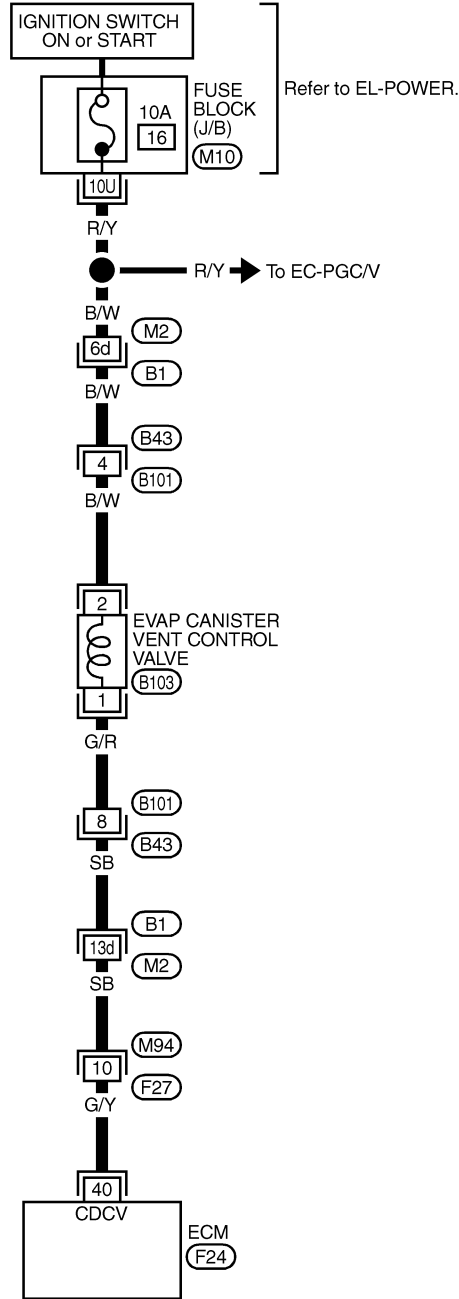 IGNITION SWITCH
ON or START
Refer to EL-POWER.
FUSE
BLOCK
(J/B)
10A
16
M10
10U
R/Y
R/Y
To EC-PGC/V
B/W
M2
6d
B1
B/W
B43
4
B101
B/W
2
EVAP CANISTER
VENT CONTROL
VALVE
B103
1
G/R
B101
8
B43
SB
B1
13d
M2
SB
M94
10
F27
G/Y
40
CDCV
ECM
F24